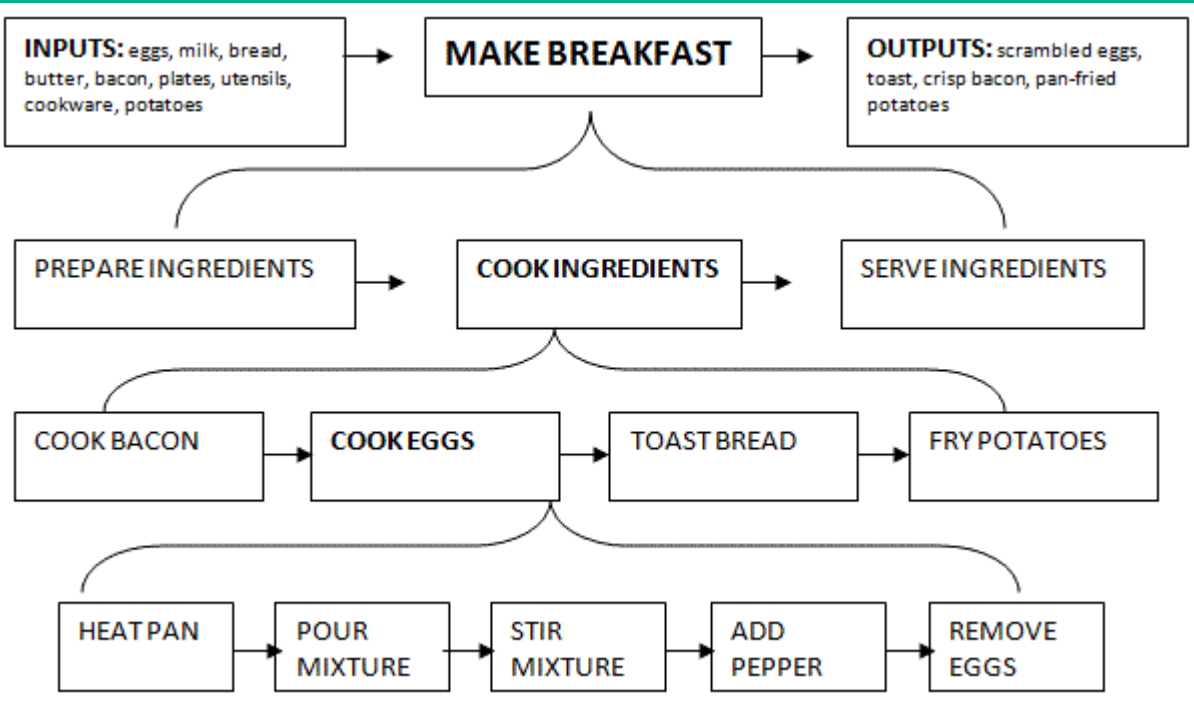 INPUTS: eggs, milk, bread,
butter, bacon, plates, utensils,
cookware, potatoes
MAKE BREAKFAST
OUTPUTS: scrambled eggs,
toast, crisp bacon, pan-fried
potatoes
PREPARE INGREDIENTS
COOK INGREDIENTS
SERVE INGREDIENTS
COOK BACON
COOK EGGS
TOAST BREAD
FRY POTATOES
HEAT PAN
POUR
MIXTURE
STIR
MIXTURE
ADD
PEPPER
REMOVE
EGGS